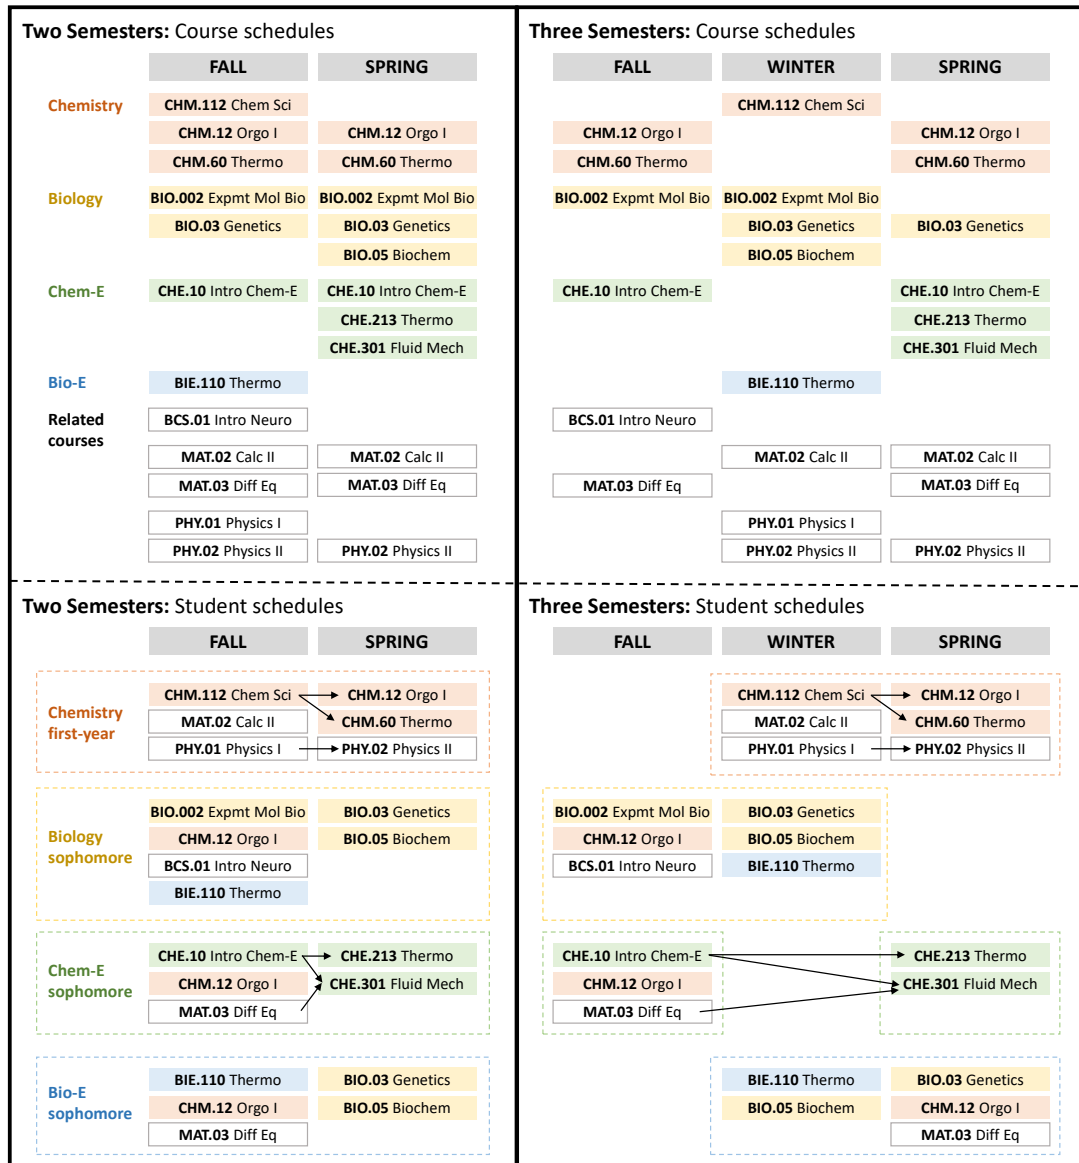 Two Semesters: Course schedules
FALL SPRING
Chemistry CHM.112 Chem Sci
CHM.12 Orgo I CHM.12 Orgo I
CHM.60 Thermo CHM.60 Thermo
Biology BIO.002 Expmt Mol Bio BIO.002 Expmt Mol Bio
BIO.03 Genetics BIO.03 Genetics
BIO.05 Biochem
Chem-E CHE.10 Intro Chem-E CHE.10 Intro Chem-E
CHE.213 Thermo
CHE.301 Fluid Mech
Bio-E BIE.110 Thermo
Related BCS.01 Intro Neuro
courses
MAT.02 Calc II MAT.02 Calc II
MAT.03 Diff Eq MAT.03 Diff Eq
PHY.01 Physics I
PHY.02 Physics II PHY.02 Physics II
Three Semesters: Course schedules
FALL WINTER SPRING
CHM.112 Chem Sci
CHM.12 Orgo I CHM.12 Orgo I
CHM.60 Thermo CHM.60 Thermo
BIO.002 Expmt Mol Bio BIO.002 Expmt Mol Bio
BIO.03 Genetics BIO.03 Genetics
BIO.05 Biochem
CHE.10 Intro Chem-E CHE.10 Intro Chem-E
CHE.213 Thermo
CHE.301 Fluid Mech
BIE.110 Thermo
BCS.01 Intro Neuro
MAT.02 Calc II MAT.02 Calc II
MAT.03 Diff Eq MAT.03 Diff Eq
PHY.01 Physics I
PHY.02 Physics II PHY.02 Physics II
Two Semesters: Student schedules
FALL SPRING
Chemistry
first-year
CHM.112 Chem Sci CHM.12 Orgo I
MAT.02 Calc II CHM.60 Thermo
PHY.01 Physics I PHY.02 Physics II
Biology
sophomore
BIO.002 Expmt Mol Bio BIO.03 Genetics
CHM.12 Orgo I BIO.05 Biochem
BCS.01 Intro Neuro
BIE.110 Thermo
Chem-E
sophomore
CHE.10 Intro Chem-E CHE.213 Thermo
CHM.12 Orgo I CHE.301 Fluid Mech
MAT.03 Diff Eq
Bio-E
sophomore
BIE.110 Thermo BIO.03 Genetics
CHM.12 Orgo I BIO.05 Biochem
MAT.03 Diff Eq
Three Semesters: Student schedules
FALL WINTER SPRING
CHM.112 Chem Sci CHM.12 Orgo I
MAT.02 Calc II CHM.60 Thermo
PHY.01 Physics I PHY.02 Physics II
BIO.002 Expmt Mol Bio BIO.03 Genetics
CHM.12 Orgo I BIO.05 Biochem
BCS.01 Intro Neuro BIE.110 Thermo
CHE.10 Intro Chem-E CHE.213 Thermo
CHM.12 Orgo I CHE.301 Fluid Mech
MAT.03 Diff Eq
BIE.110 Thermo BIO.03 Genetics
BIO.05 Biochem CHM.12 Orgo I
MAT.03 Diff Eq